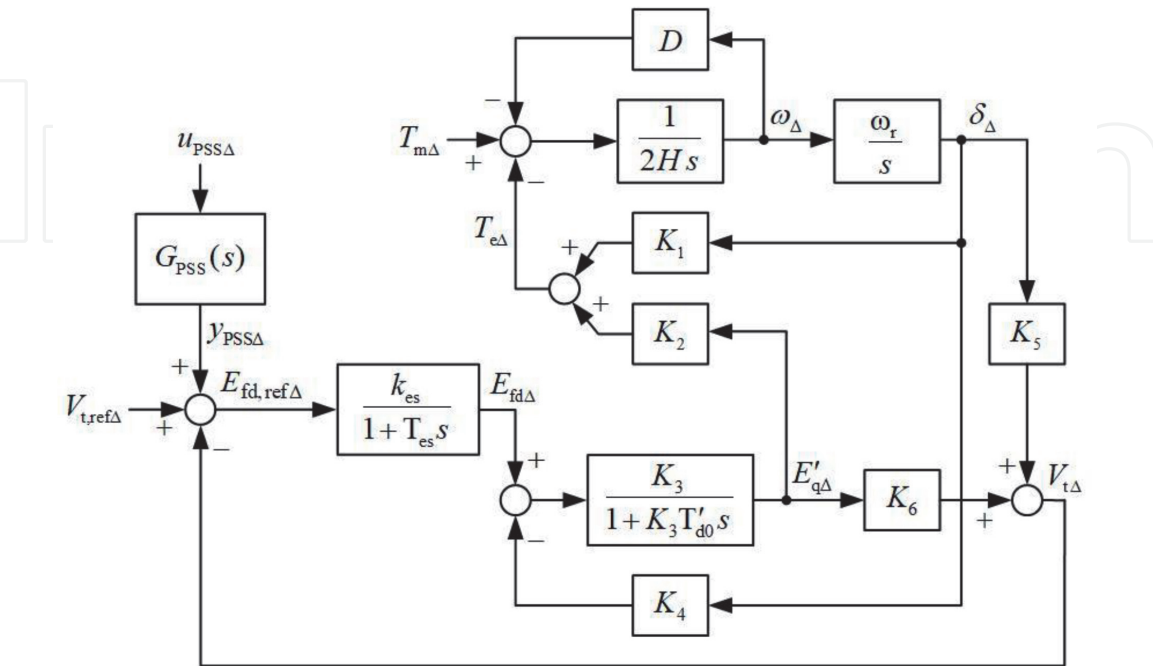 D
−
T_mΔ
+
−
1
2H s
ω_Δ
ω_r
s
δ_Δ
u_PSSΔ
G_PSS(s)
T_eΔ
+
K_1
+
K_2
K_5
y_PSSΔ
+
V_t,refΔ
+
−
E_fd,refΔ
k_es
1 + T_es s
E_fdΔ
+
−
K_3
1 + K_3 T′_d0 s
E′_qΔ
K_6
+
+
V_tΔ
K_4